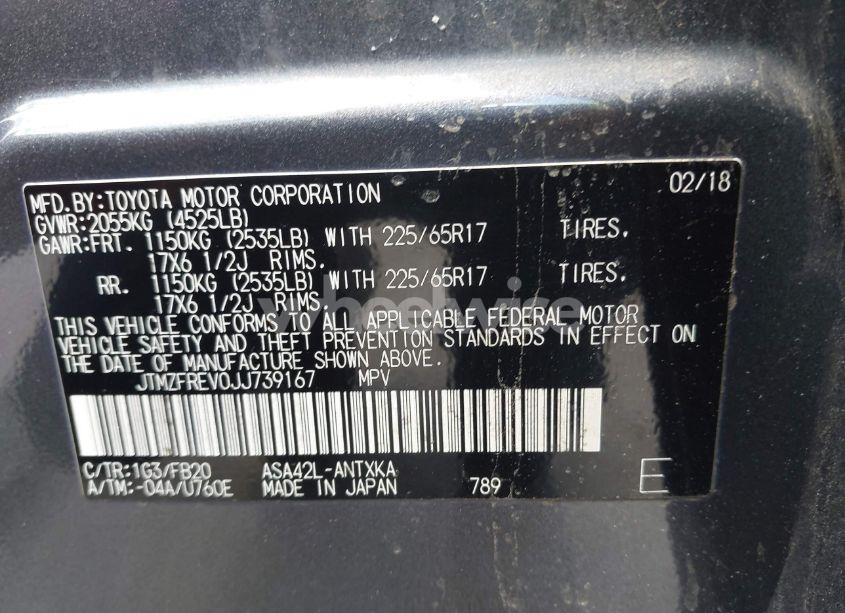 MFD.BY:TOYOTA MOTOR CORPORATION 02/18
GVWR:2055KG (4525LB)
GAWR:FRT. 1150KG (2535LB) WITH 225/65R17 TIRES.
17X6 1/2J RIMS.
RR. 1150KG (2535LB) WITH 225/65R17 TIRES.
17X6 1/2J RIMS.
THIS VEHICLE CONFORMS TO ALL APPLICABLE FEDERAL MOTOR
VEHICLE SAFETY AND THEFT PREVENTION STANDARDS IN EFFECT ON
THE DATE OF MANUFACTURE SHOWN ABOVE.
JTMZFREV0JJ739167 MPV
C/TR:1G3/FB20 ASA42L-ANTXKA
A/TM:-04A/U760E MADE IN JAPAN 789 E